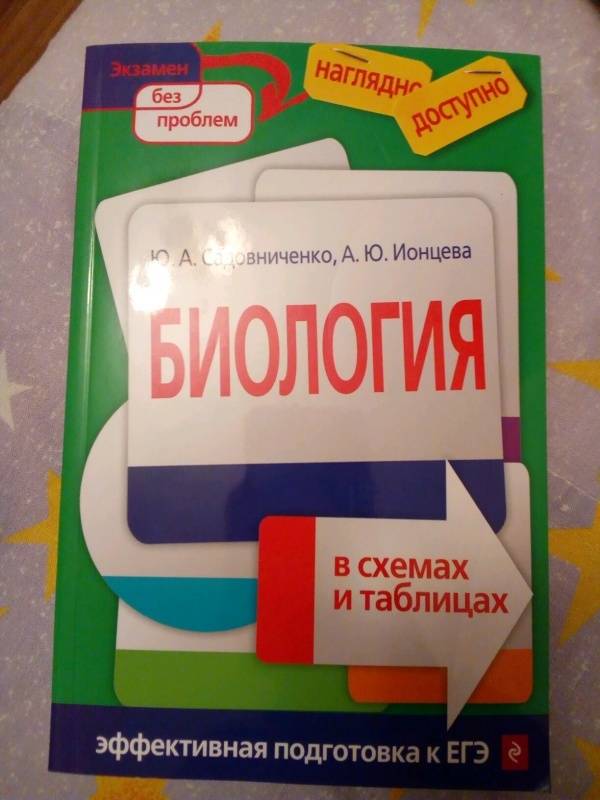 Экзамен
без
проблем
наглядно
доступно
Ю. А. Садовниченко, А. Ю. Ионцева
БИОЛОГИЯ
в схемах
и таблицах
эффективная подготовка к ЕГЭ